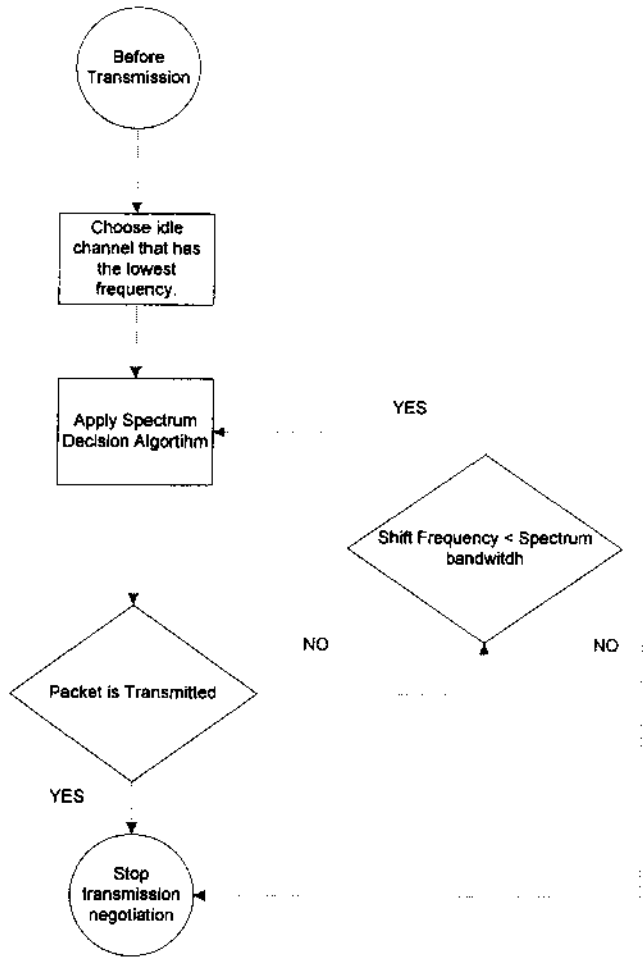 Before
Transmission
Choose idle
channel that has
the lowest
frequency.
Apply Spectrum
Decision Algortihm
YES
Shift Frequency < Spectrum
bandwitdh
NO
NO
Packet is Transmitted
YES
Stop
transmission
negotiation